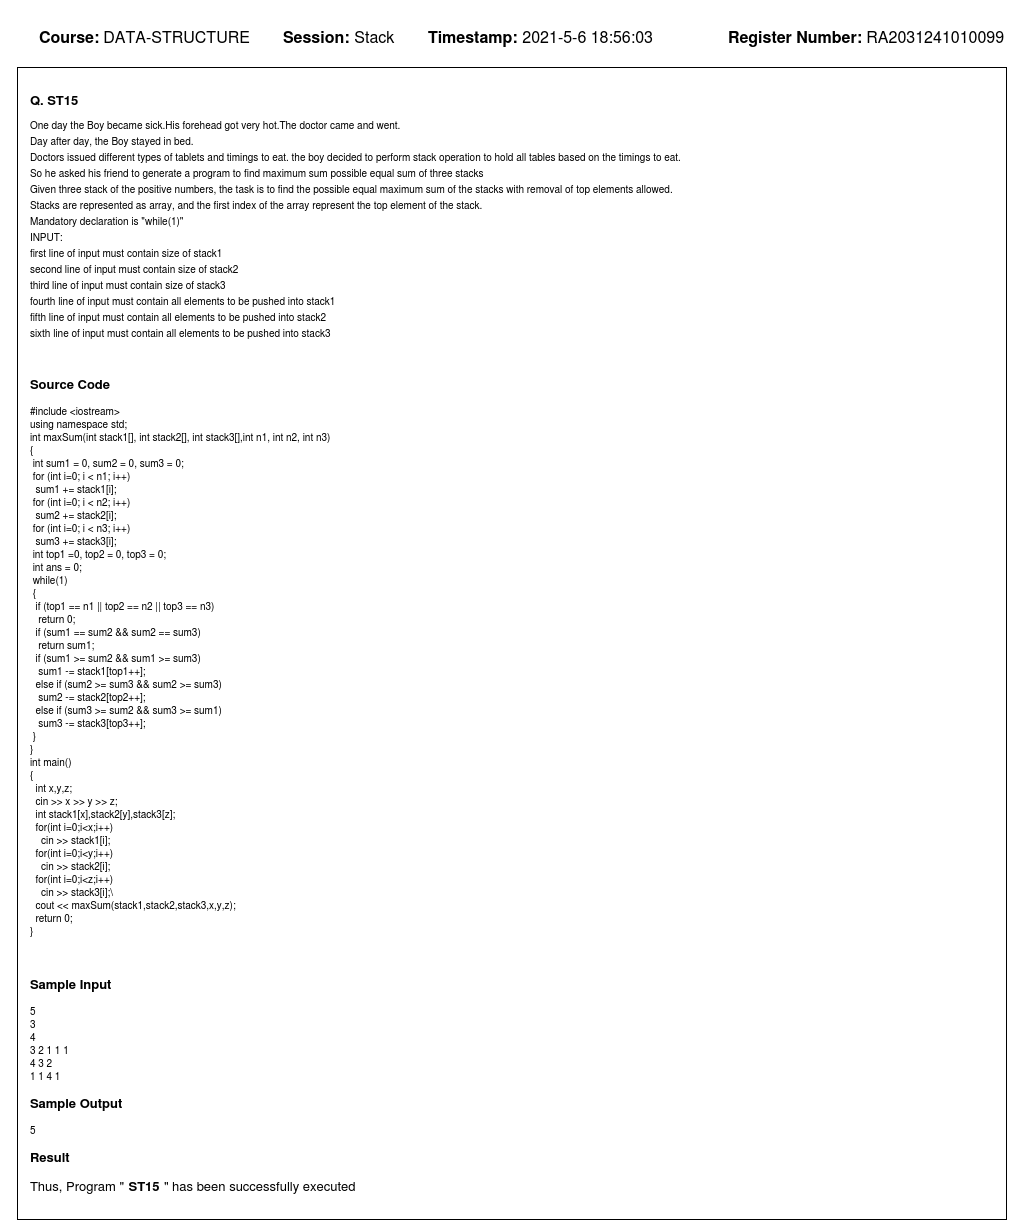 Course: DATA-STRUCTURE Session: Stack Timestamp: 2021-5-6 18:56:03 Register Number: RA2031241010099
Q. ST15
One day the Boy became sick.His forehead got very hot.The doctor came and went.
Day after day, the Boy stayed in bed.
Doctors issued different types of tablets and timings to eat. the boy decided to perform stack operation to hold all tables based on the timings to eat.
So he asked his friend to generate a program to find maximum sum possible equal sum of three stacks
Given three stack of the positive numbers, the task is to find the possible equal maximum sum of the stacks with removal of top elements allowed.
Stacks are represented as array, and the first index of the array represent the top element of the stack.
Mandatory declaration is "while(1)"
INPUT:
first line of input must contain size of stack1
second line of input must contain size of stack2
third line of input must contain size of stack3
fourth line of input must contain all elements to be pushed into stack1
fifth line of input must contain all elements to be pushed into stack2
sixth line of input must contain all elements to be pushed into stack3
Source Code
#include <iostream>
using namespace std;
int maxSum(int stack1[], int stack2[], int stack3[],int n1, int n2, int n3)
{
int sum1 = 0, sum2 = 0, sum3 = 0;
for (int i=0; i < n1; i++)
sum1 += stack1[i];
for (int i=0; i < n2; i++)
sum2 += stack2[i];
for (int i=0; i < n3; i++)
sum3 += stack3[i];
int top1 =0, top2 = 0, top3 = 0;
int ans = 0;
while(1)
{
if (top1 == n1 || top2 == n2 || top3 == n3)
return 0;
if (sum1 == sum2 && sum2 == sum3)
return sum1;
if (sum1 >= sum2 && sum1 >= sum3)
sum1 -= stack1[top1++];
else if (sum2 >= sum3 && sum2 >= sum3)
sum2 -= stack2[top2++];
else if (sum3 >= sum2 && sum3 >= sum1)
sum3 -= stack3[top3++];
}
}
int main()
{
int x,y,z;
cin >> x >> y >> z;
int stack1[x],stack2[y],stack3[z];
for(int i=0;i<x;i++)
cin >> stack1[i];
for(int i=0;i<y;i++)
cin >> stack2[i];
for(int i=0;i<z;i++)
cin >> stack3[i];\
cout << maxSum(stack1,stack2,stack3,x,y,z);
return 0;
}
Sample Input
5
3
4
3 2 1 1 1
4 3 2
1 1 4 1
Sample Output
5
Result
Thus, Program " ST15 " has been successfully executed